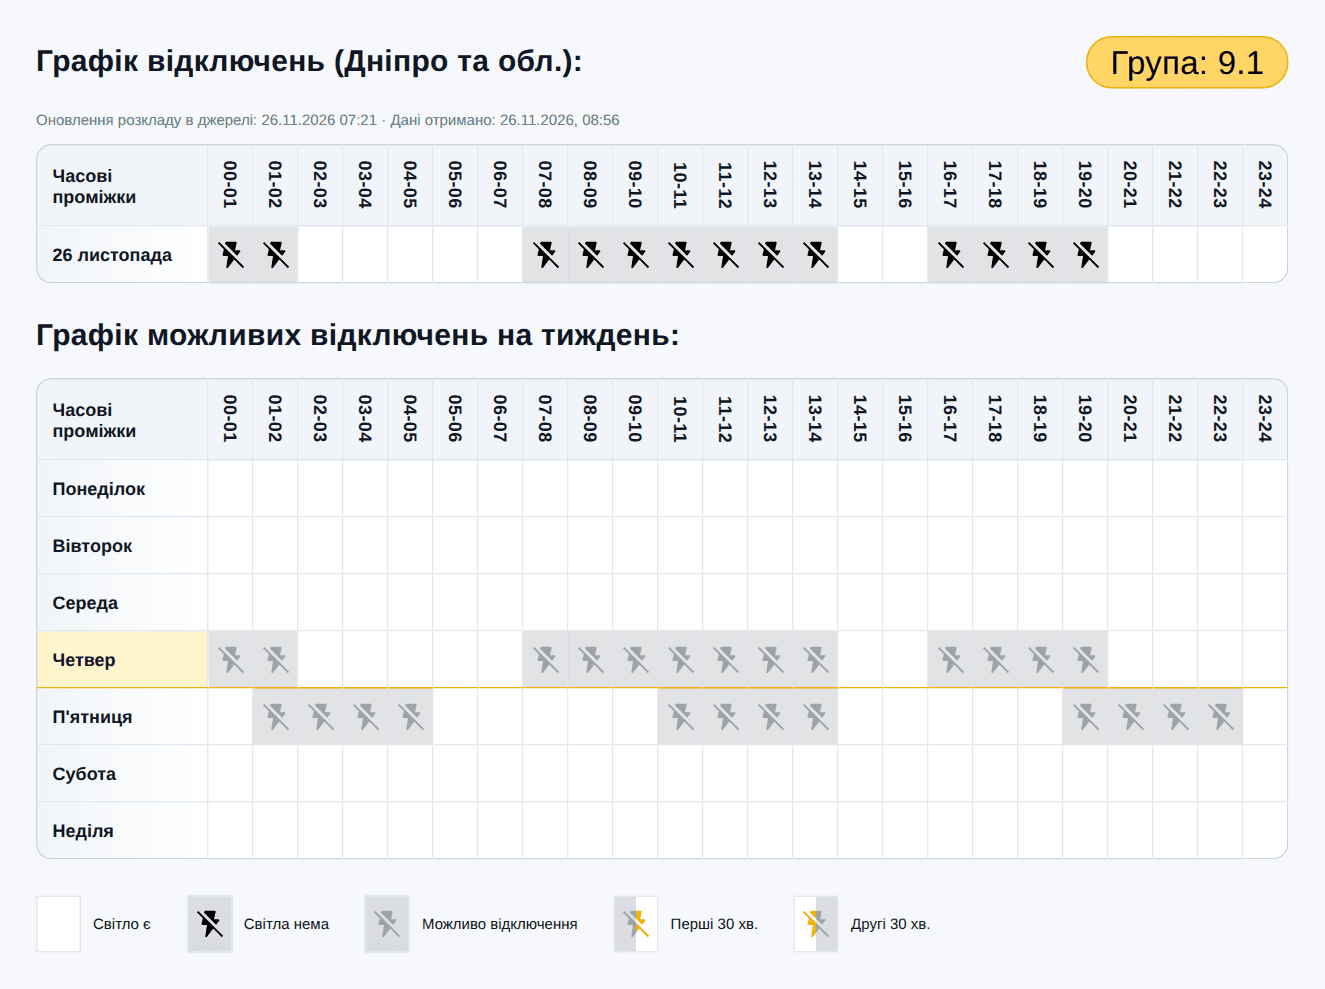 Графік відключень (Дніпро та обл.):
Група: 9.1
Оновлення розкладу в джерелі: 26.11.2026 07:21 · Дані отримано: 26.11.2026, 08:56
Часові
проміжки
00-01 01-02 02-03 03-04 04-05 05-06 06-07 07-08 08-09 09-10 10-11 11-12 12-13 13-14 14-15 15-16 16-17 17-18 18-19 19-20 20-21 21-22 22-23 23-24
26 листопада
Графік можливих відключень на тиждень:
Часові
проміжки
00-01 01-02 02-03 03-04 04-05 05-06 06-07 07-08 08-09 09-10 10-11 11-12 12-13 13-14 14-15 15-16 16-17 17-18 18-19 19-20 20-21 21-22 22-23 23-24
Понеділок
Вівторок
Середа
Четвер
П'ятниця
Субота
Неділя
Світло є
Світла нема
Можливо відключення
Перші 30 хв.
Другі 30 хв.